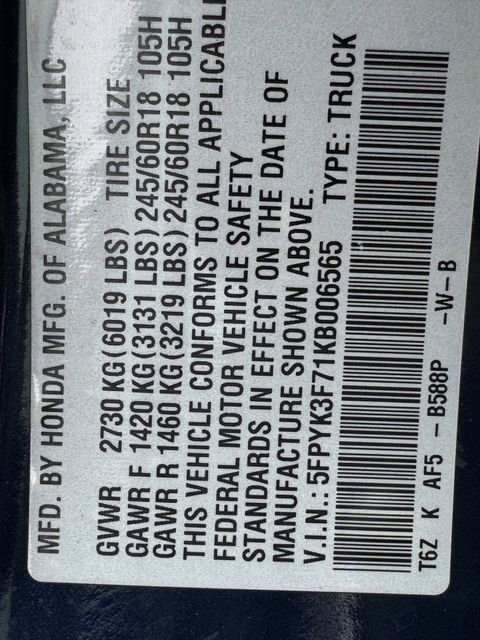 MFD. BY HONDA MFG. OF ALABAMA, LLC
GVWR 2730 KG(6019 LBS) TIRE SIZE
GAWR F 1420 KG(3131 LBS) 245/60R18 105H
GAWR R 1460 KG(3219 LBS) 245/60R18 105H
THIS VEHICLE CONFORMS TO ALL APPLICABL
FEDERAL MOTOR VEHICLE SAFETY
STANDARDS IN EFFECT ON THE DATE OF
MANUFACTURE SHOWN ABOVE.
V.I.N.: 5FPYK3F71KB006565 TYPE: TRUCK
T6Z K AF5 - B588P -W-B